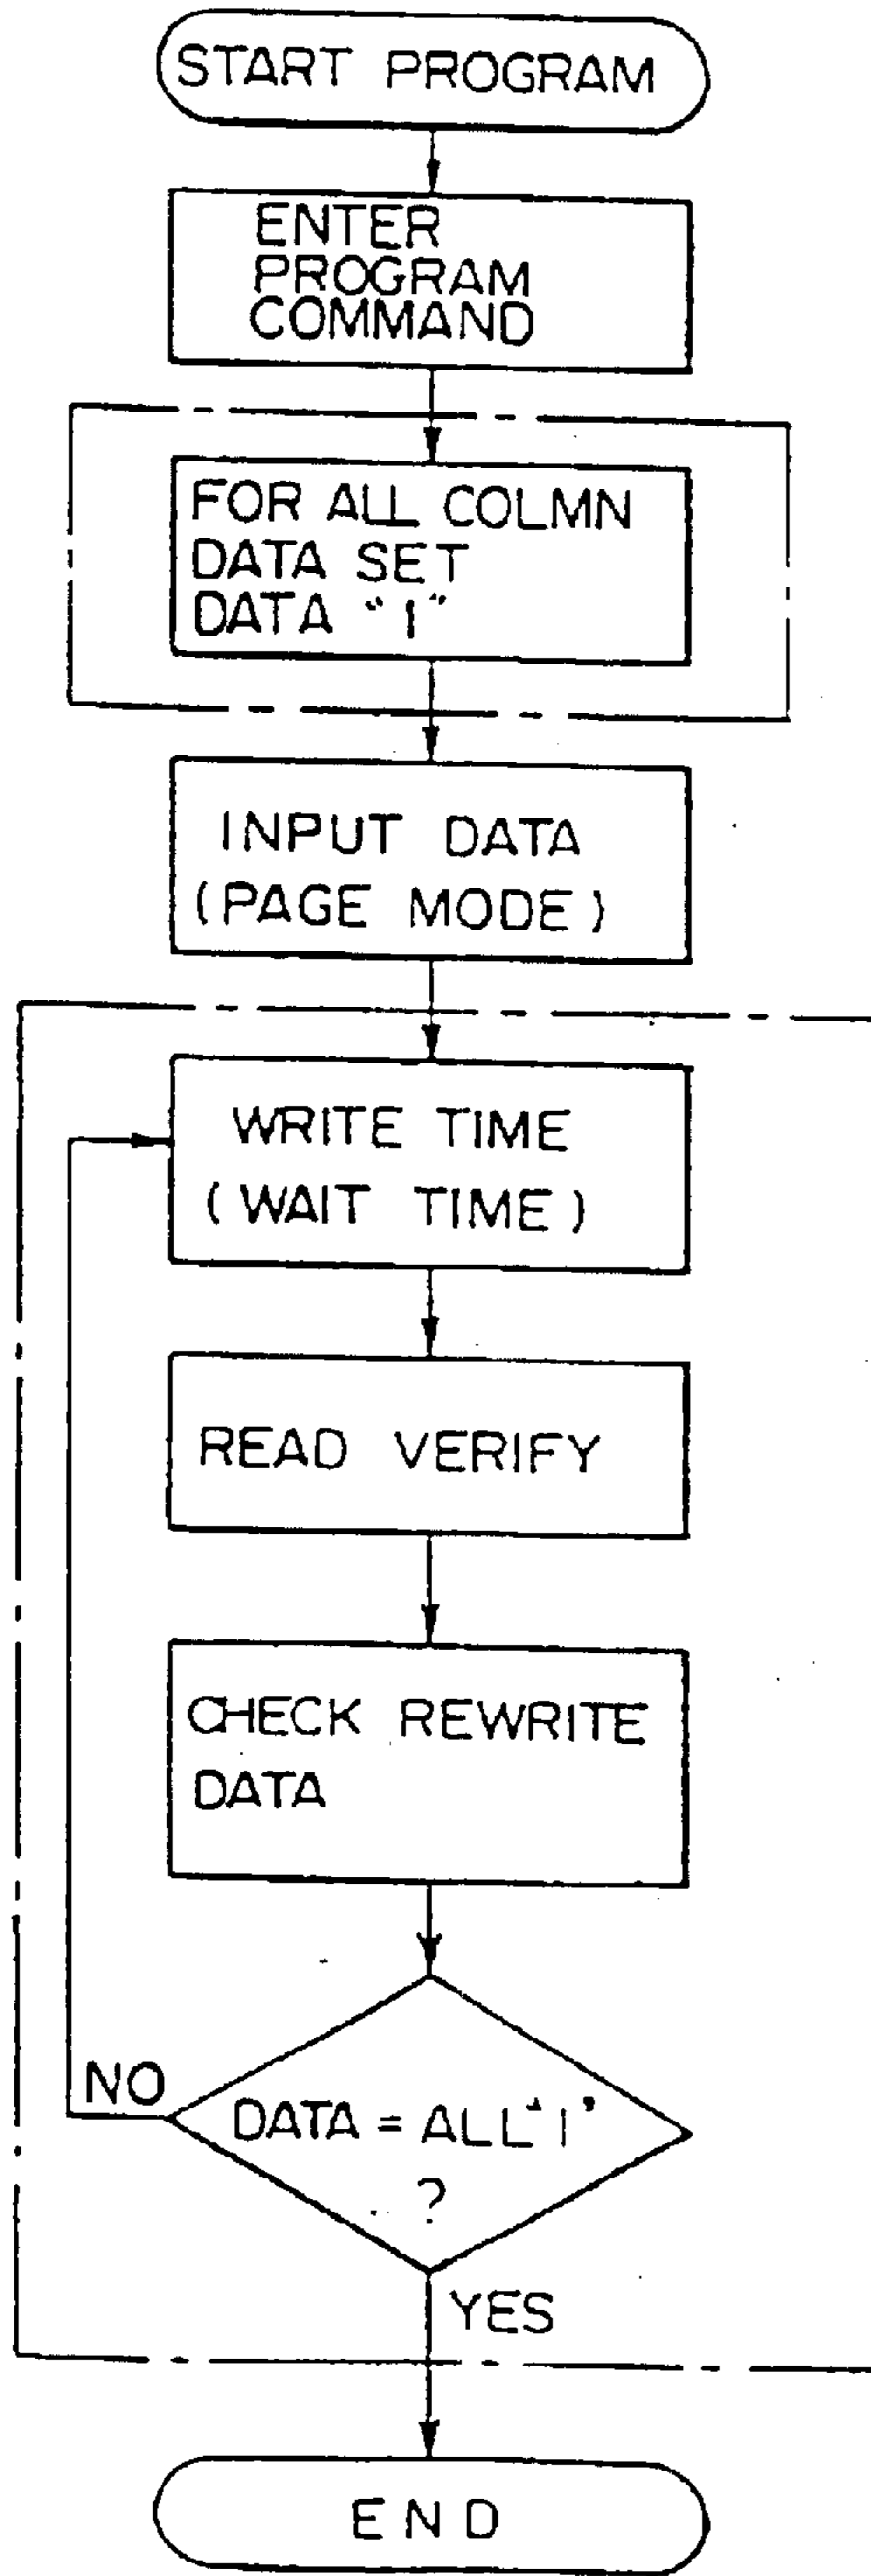 START PROGRAM
ENTER
PROGRAM
COMMAND
FOR ALL COLMN
DATA SET
DATA "1"
INPUT DATA
(PAGE MODE)
WRITE TIME
(WAIT TIME)
READ VERIFY
CHECK REWRITE
DATA
NO
DATA = ALL "1"
?
YES
END